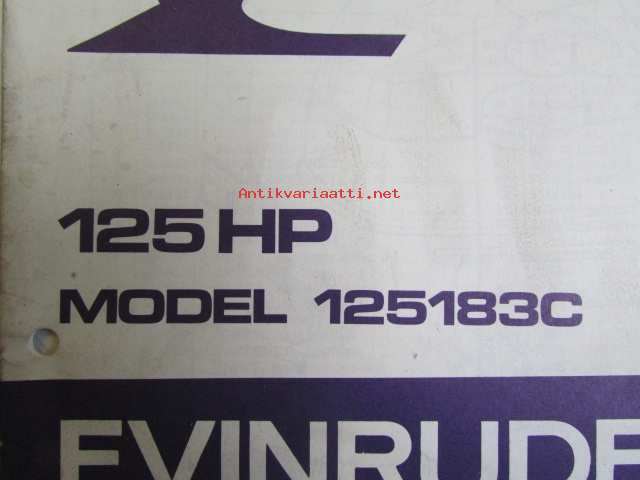 Antikvariaatti.net
125 HP
MODEL 125183C
EVINRUDE